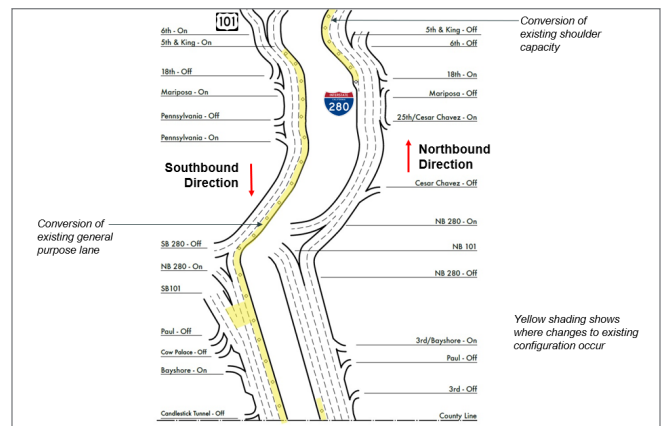 101
6th - On
5th & King - On
18th - Off
Mariposa - On
Pennsylvania - Off
Pennsylvania - On
Southbound
Direction
Conversion of
existing general
purpose lane
SB 280 - Off
NB 280 - On
SB101
Paul - Off
Cow Palace - Off
Bayshore - On
Candlestick Tunnel - Off
280
Conversion of
existing shoulder
capacity
5th & King - Off
6th - Off
18th - On
Mariposa - Off
25th/Cesar Chavez - On
Northbound
Direction
Cesar Chavez - Off
NB 280 - On
NB 101
NB 280 - Off
Yellow shading shows
where changes to existing
configuration occur
3rd/Bayshore - On
Paul - Off
3rd - Off
County Line